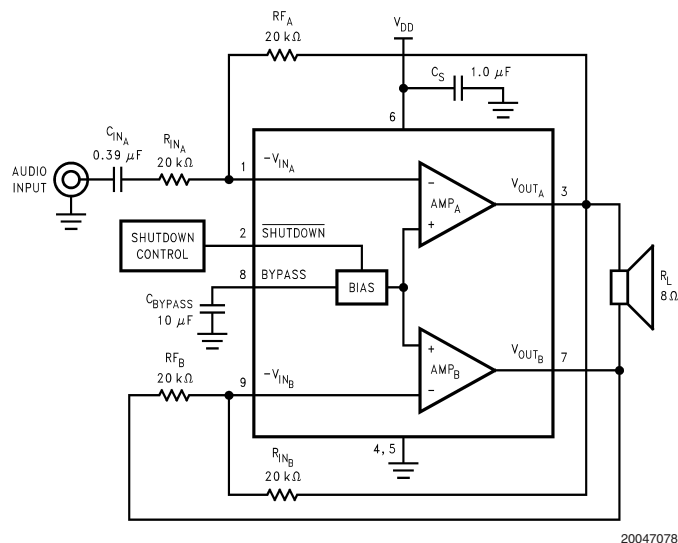 RFA
20 kΩ
VDD
CS
1.0 μF
6
CINA
0.39 μF
RINA
20 kΩ
AUDIO
INPUT
1
-VINA
-
+
AMPA
VOUTA
3
SHUTDOWN
CONTROL
2
SHUTDOWN
8
BYPASS
BIAS
CBYPASS
10 μF
RL
8Ω
RFB
20 kΩ
9
-VINB
+
-
AMPB
VOUTB
7
4, 5
RINB
20 kΩ
20047078